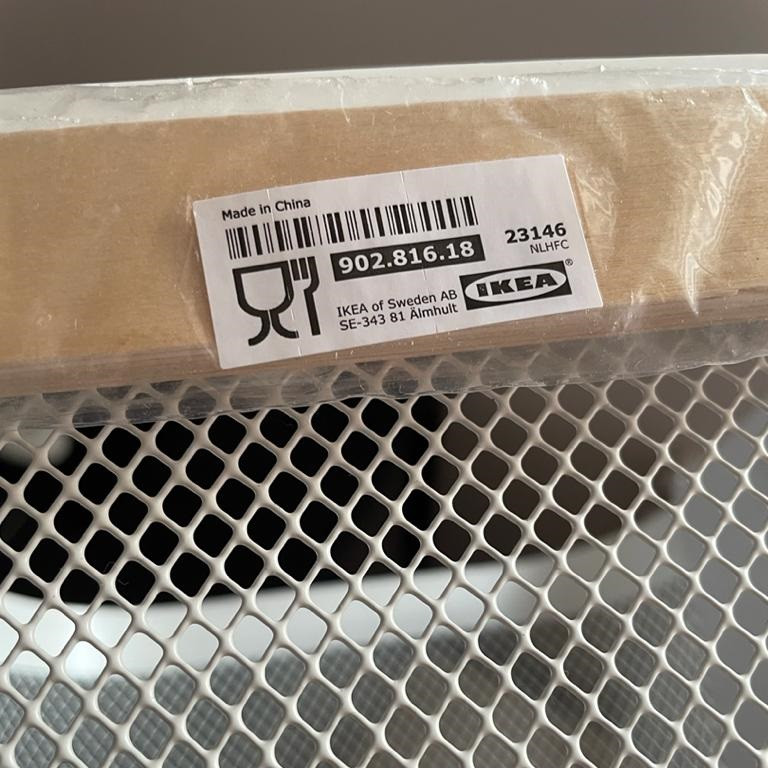 Made in China
902.816.18
23146
NLHFC
IKEA of Sweden AB
SE-343 81 Älmhult
IKEA®